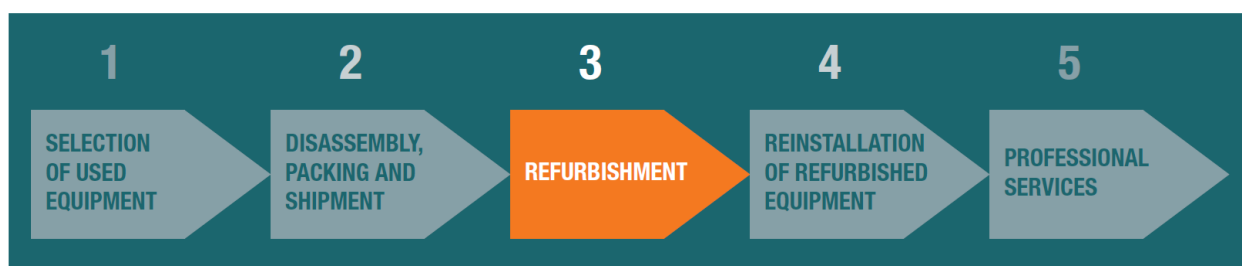 1
SELECTION
OF USED
EQUIPMENT
2
DISASSEMBLY,
PACKING AND
SHIPMENT
3
REFURBISHMENT
4
REINSTALLATION
OF REFURBISHED
EQUIPMENT
5
PROFESSIONAL
SERVICES